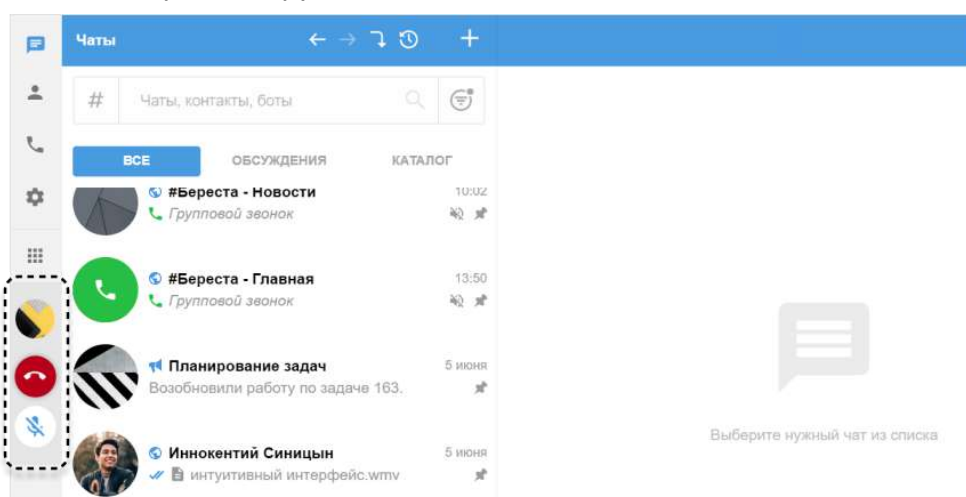 Чаты
#
Чаты, контакты, боты
ВСЕ ОБСУЖДЕНИЯ КАТАЛОГ
#Береста - Новости 10:02
Групповой звонок
#Береста - Главная 13:50
Групповой звонок
Планирование задач 5 июня
Возобновили работу по задаче 163.
Иннокентий Синицын 5 июня
интуитивный интерфейс.wmv
Выберите нужный чат из списка